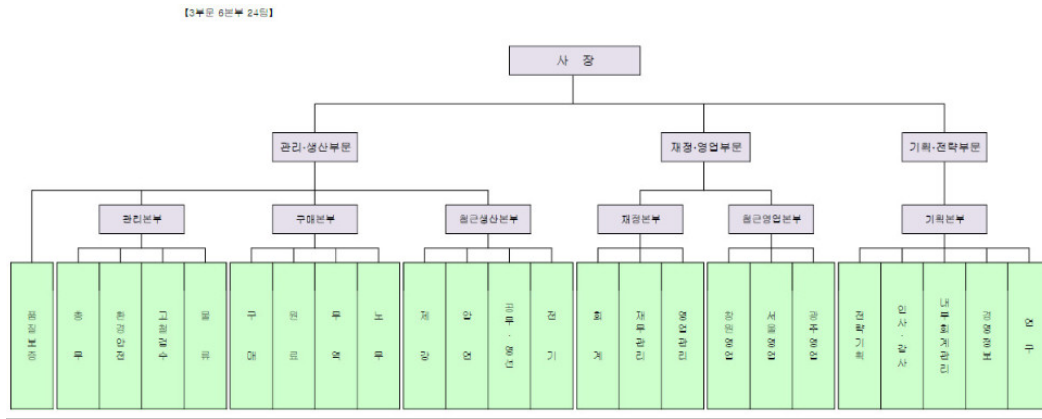 【3부문 6본부 24팀】
사 장
관리·생산부문
재정·영업부문
기획·전략부문
관리본부
구매본부
철근생산본부
재정본부
철근영업본부
기획본부
품질보증
총무
환경안전
고철검수
물류
구매
원료
무역
노무
제강
압연
공무·영선
전기
회계
재무관리
영업관리
창원영업
서울영업
광주영업
전략기획
인사·감사
내부회계관리
경영정보
연구